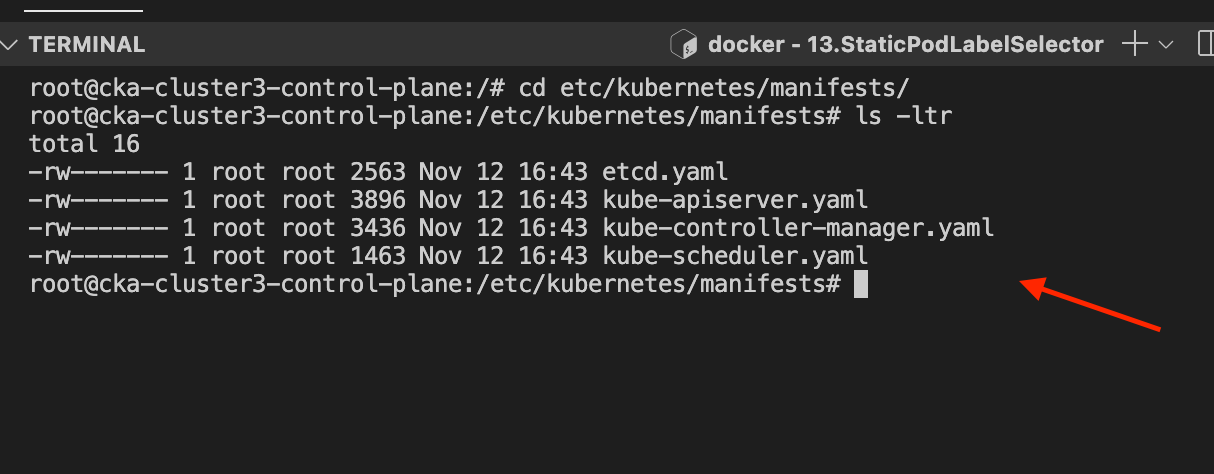 TERMINAL
docker - 13.StaticPodLabelSelector
root@cka-cluster3-control-plane:/# cd etc/kubernetes/manifests/
root@cka-cluster3-control-plane:/etc/kubernetes/manifests# ls -ltr
total 16
-rw------- 1 root root 2563 Nov 12 16:43 etcd.yaml
-rw------- 1 root root 3896 Nov 12 16:43 kube-apiserver.yaml
-rw------- 1 root root 3436 Nov 12 16:43 kube-controller-manager.yaml
-rw------- 1 root root 1463 Nov 12 16:43 kube-scheduler.yaml
root@cka-cluster3-control-plane:/etc/kubernetes/manifests#